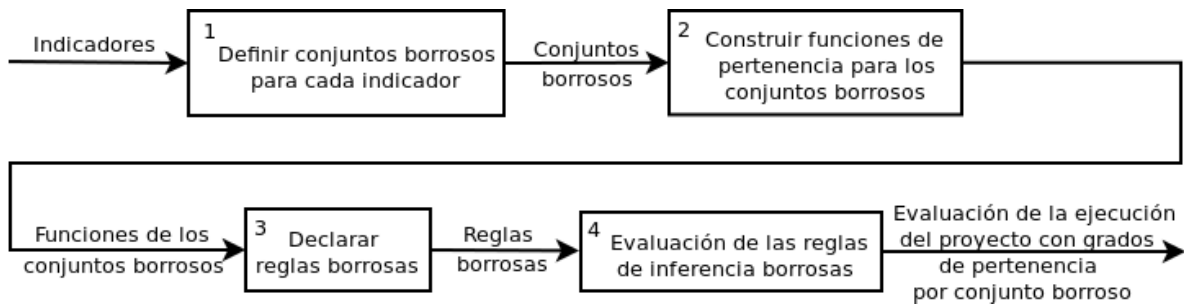 Indicadores
1
Definir conjuntos borrosos
para cada indicador
Conjuntos
borrosos
2
Construir funciones de
pertenencia para los
conjuntos borrosos
Funciones de los
conjuntos borrosos
3
Declarar
reglas borrosas
Reglas
borrosas
4
Evaluación de las reglas
de inferencia borrosas
Evaluación de la ejecución
del proyecto con grados
de pertenencia
por conjunto borroso